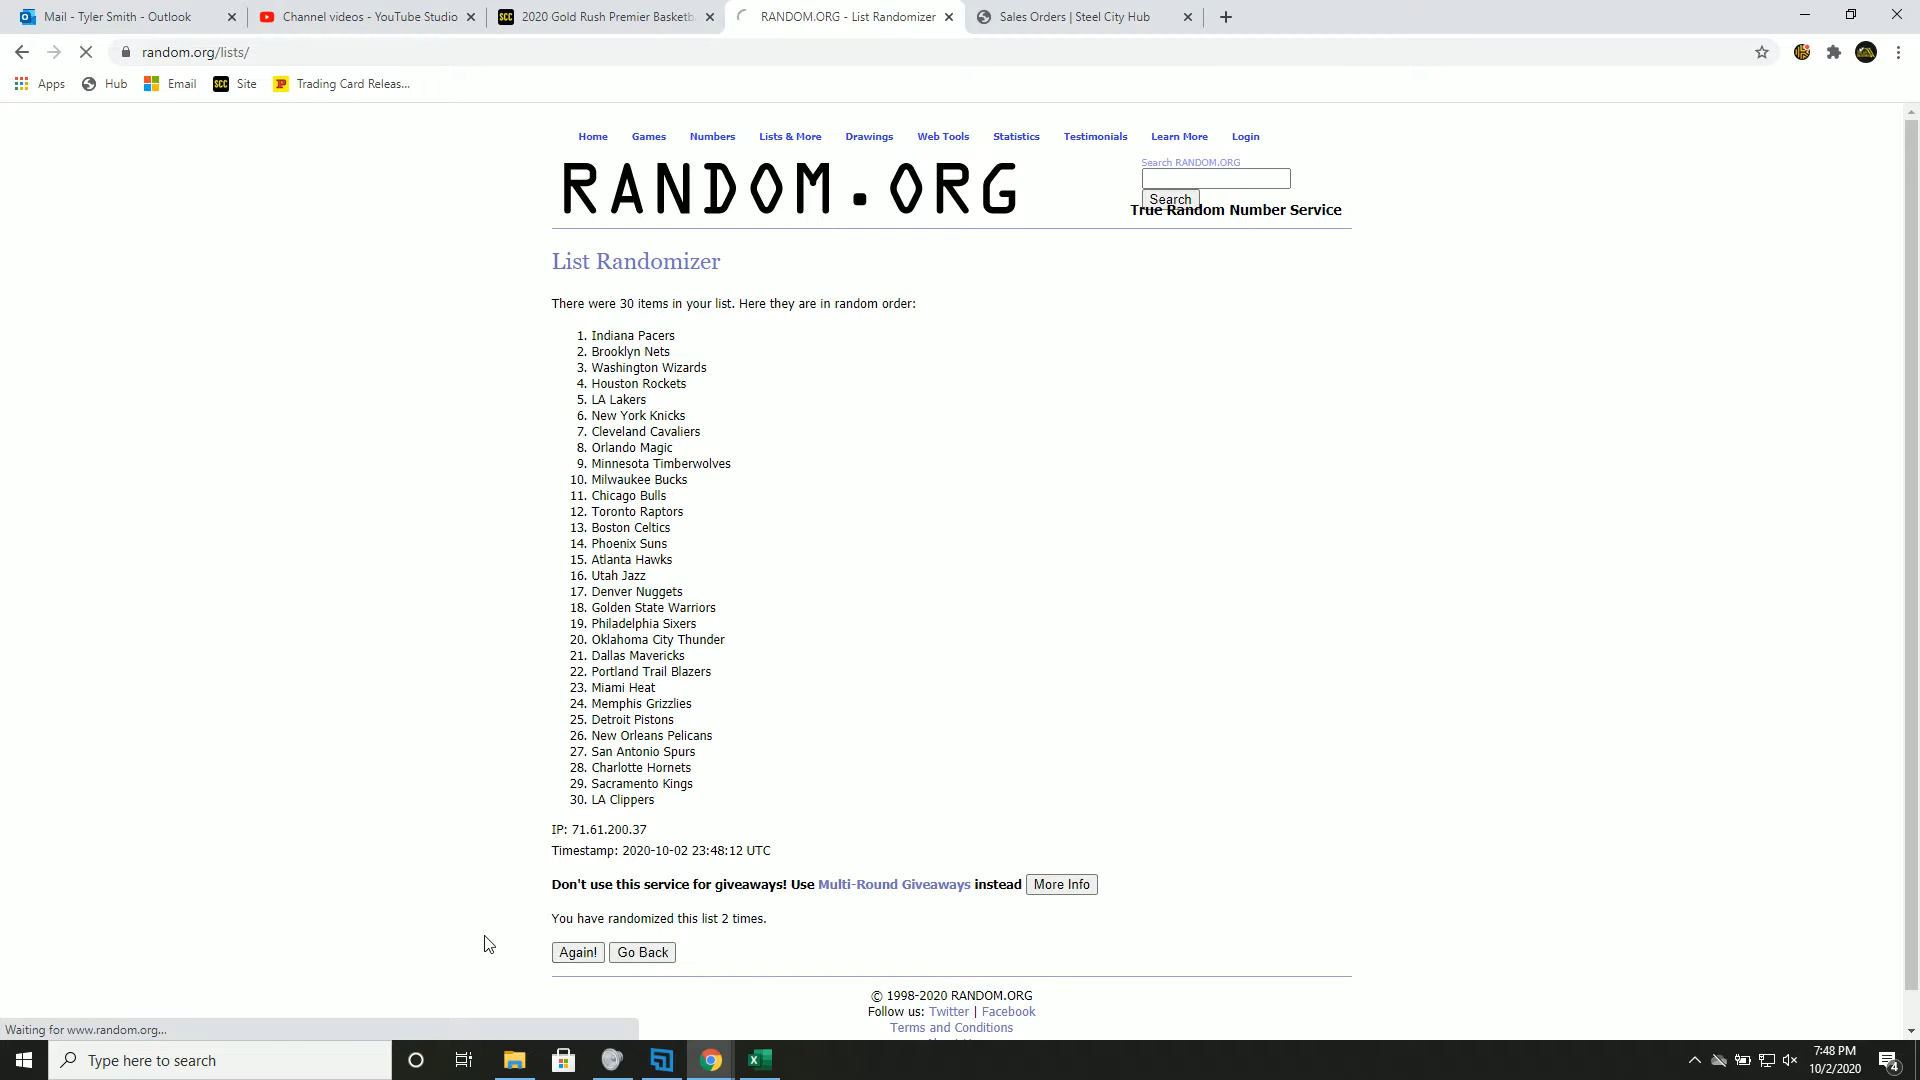 Mail - Tyler Smith - Outlook
Channel videos - YouTube Studio
SCC 2020 Gold Rush Premier Basketb
RANDOM.ORG - List Randomizer
Sales Orders | Steel City Hub
random.org/lists/
Apps
Hub
Email
SCC Site
Trading Card Releas...
Home Games Numbers Lists & More Drawings Web Tools Statistics Testimonials Learn More Login
RANDOM.ORG
Search RANDOM.ORG
Search
True Random Number Service
List Randomizer
There were 30 items in your list. Here they are in random order:
1. Indiana Pacers
2. Brooklyn Nets
3. Washington Wizards
4. Houston Rockets
5. LA Lakers
6. New York Knicks
7. Cleveland Cavaliers
8. Orlando Magic
9. Minnesota Timberwolves
10. Milwaukee Bucks
11. Chicago Bulls
12. Toronto Raptors
13. Boston Celtics
14. Phoenix Suns
15. Atlanta Hawks
16. Utah Jazz
17. Denver Nuggets
18. Golden State Warriors
19. Philadelphia Sixers
20. Oklahoma City Thunder
21. Dallas Mavericks
22. Portland Trail Blazers
23. Miami Heat
24. Memphis Grizzlies
25. Detroit Pistons
26. New Orleans Pelicans
27. San Antonio Spurs
28. Charlotte Hornets
29. Sacramento Kings
30. LA Clippers
IP: 71.61.200.37
Timestamp: 2020-10-02 23:48:12 UTC
Don't use this service for giveaways! Use Multi-Round Giveaways instead More Info
You have randomized this list 2 times.
Again! Go Back
© 1998-2020 RANDOM.ORG
Follow us: Twitter | Facebook
Terms and Conditions
Waiting for www.random.org...
Type here to search
7:48 PM
10/2/2020
4